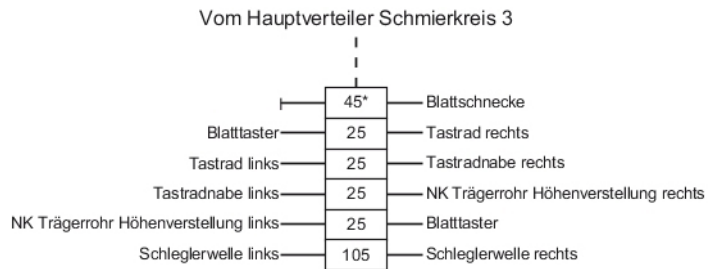 Vom Hauptverteiler Schmierkreis 3
45* Blattschnecke
Blatttaster 25 Tastrad rechts
Tastrad links 25 Tastradnabe rechts
Tastradnabe links 25 NK Trägerrohr Höhenverstellung rechts
NK Trägerrohr Höhenverstellung links 25 Blatttaster
Schleglerwelle links 105 Schleglerwelle rechts